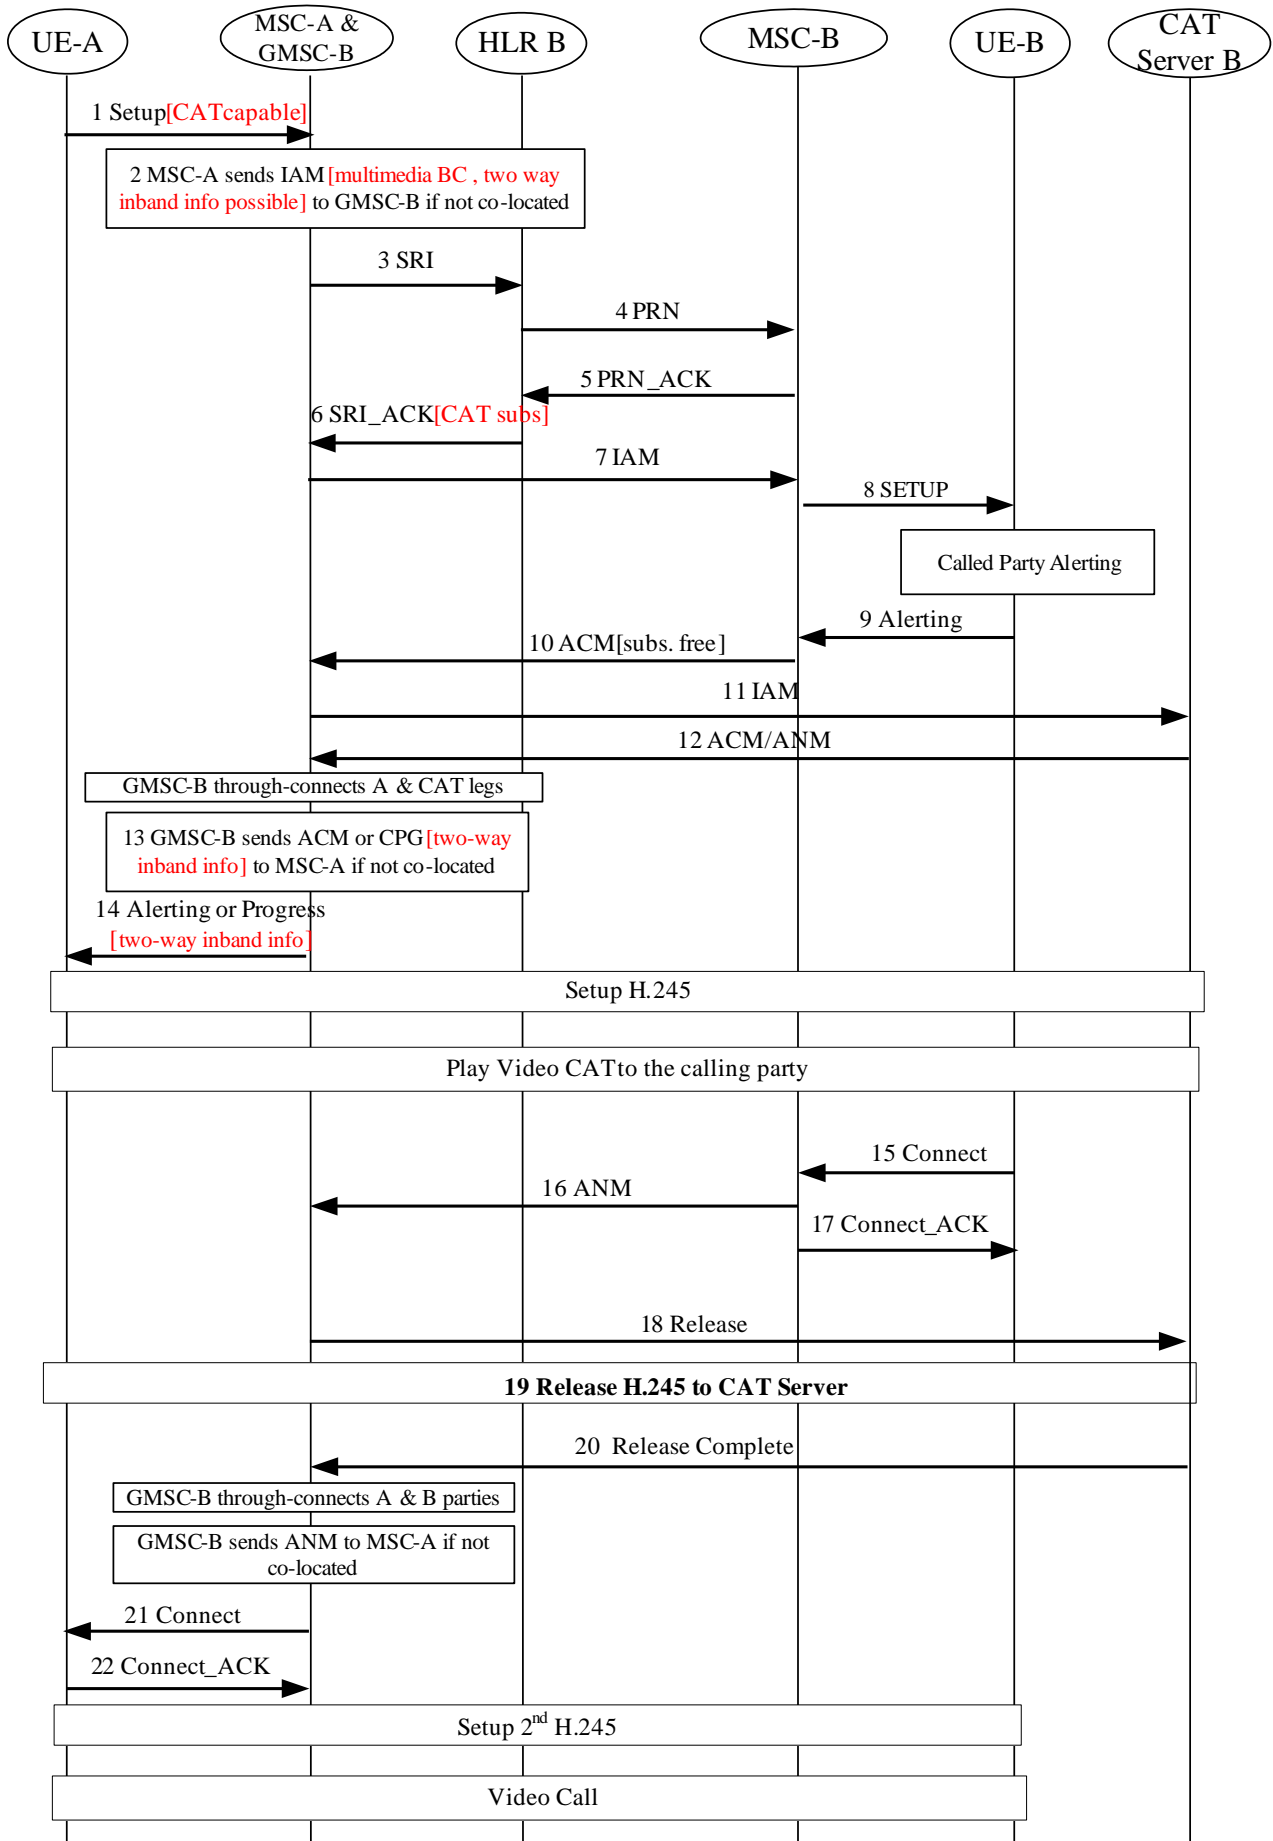 UE-A
MSC-A &
GMSC-B
HLR B
MSC-B
UE-B
CAT
Server B
1 Setup[CATcapable]
2 MSC-A sends IAM[multimedia BC , two way
inband info possible] to GMSC-B if not co-located
3 SRI
4 PRN
5 PRN_ACK
6 SRI_ACK[CAT subs]
7 IAM
8 SETUP
Called Party Alerting
9 Alerting
10 ACM[subs. free]
11 IAM
12 ACM/ANM
GMSC-B through-connects A & CAT legs
13 GMSC-B sends ACM or CPG[two-way
inband info] to MSC-A if not co-located
14 Alerting or Progress
[two-way inband info]
Setup H.245
Play Video CATto the calling party
15 Connect
16 ANM
17 Connect_ACK
18 Release
19 Release H.245 to CAT Server
20 Release Complete
GMSC-B through-connects A & B parties
GMSC-B sends ANM to MSC-A if not
co-located
21 Connect
22 Connect_ACK
Setup 2nd H.245
Video Call